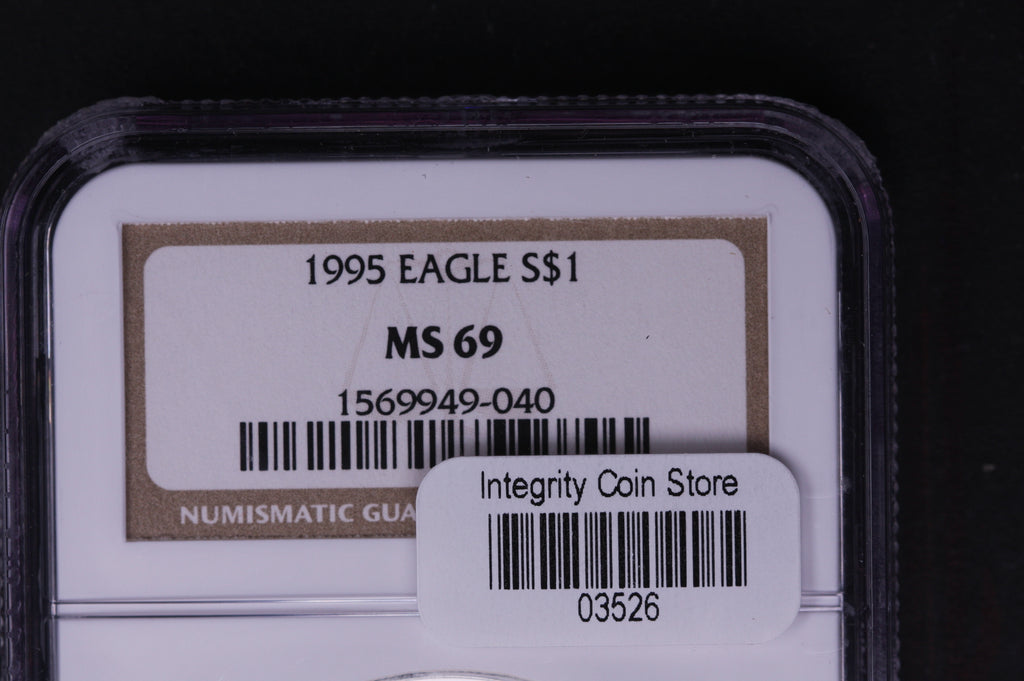 1995 EAGLE S$1
MS 69
1569949-040
NUMISMATIC GUA
Integrity Coin Store
03526